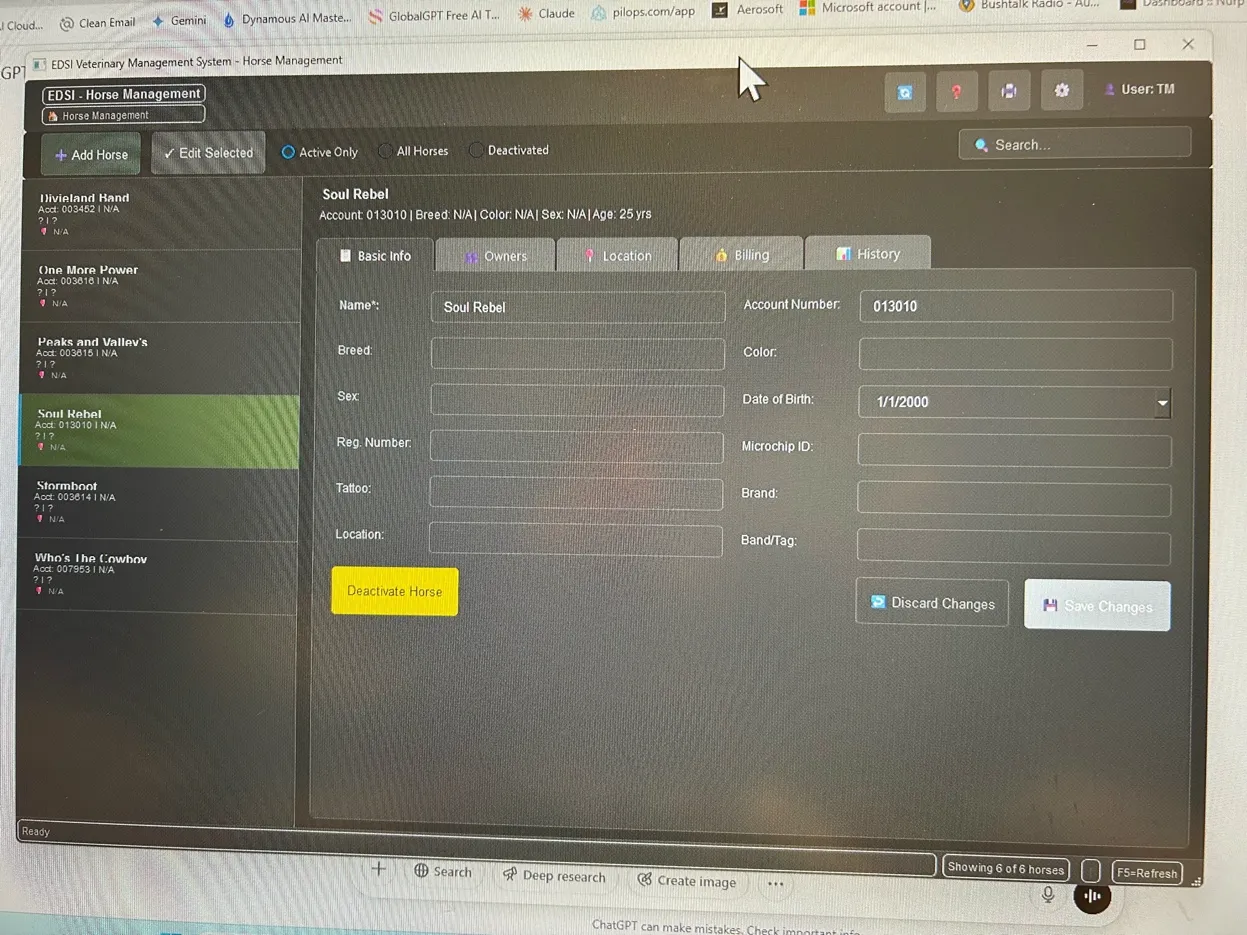 I Cloud...
Clean Email
Gemini
Dynamous AI Maste...
GlobalGPT Free AI T...
Claude
pilops.com/app
Aerosoft
Microsoft account |...
Bushtalk Radio - Au...
Dashboard :: Nurp
GPT
EDSI Veterinary Management System - Horse Management
EDSI - Horse Management
Horse Management
User: TM
Add Horse
✓ Edit Selected
Active Only
All Horses
Deactivated
Search...
Dixieland Band
Acct: 003452 | N/A
? | ?
N/A
One More Power
Acct: 003616 | N/A
? | ?
N/A
Peaks and Valley's
Acct: 003615 | N/A
? | ?
N/A
Soul Rebel
Acct: 013010 | N/A
? | ?
N/A
Stormboot
Acct: 003614 | N/A
? | ?
N/A
Who's The Cowboy
Acct: 007953 | N/A
? | ?
N/A
Soul Rebel
Account: 013010 | Breed: N/A | Color: N/A | Sex: N/A | Age: 25 yrs
Basic Info
Owners
Location
Billing
History
Name*:
Soul Rebel
Account Number:
013010
Breed:
Color:
Sex:
Date of Birth:
1/1/2000
Reg. Number:
Microchip ID:
Tattoo:
Brand:
Location:
Band/Tag:
Deactivate Horse
Discard Changes
Save Changes
Ready
Showing 6 of 6 horses
F5=Refresh
Search
Deep research
Create image
ChatGPT can make mistakes. Check important info.